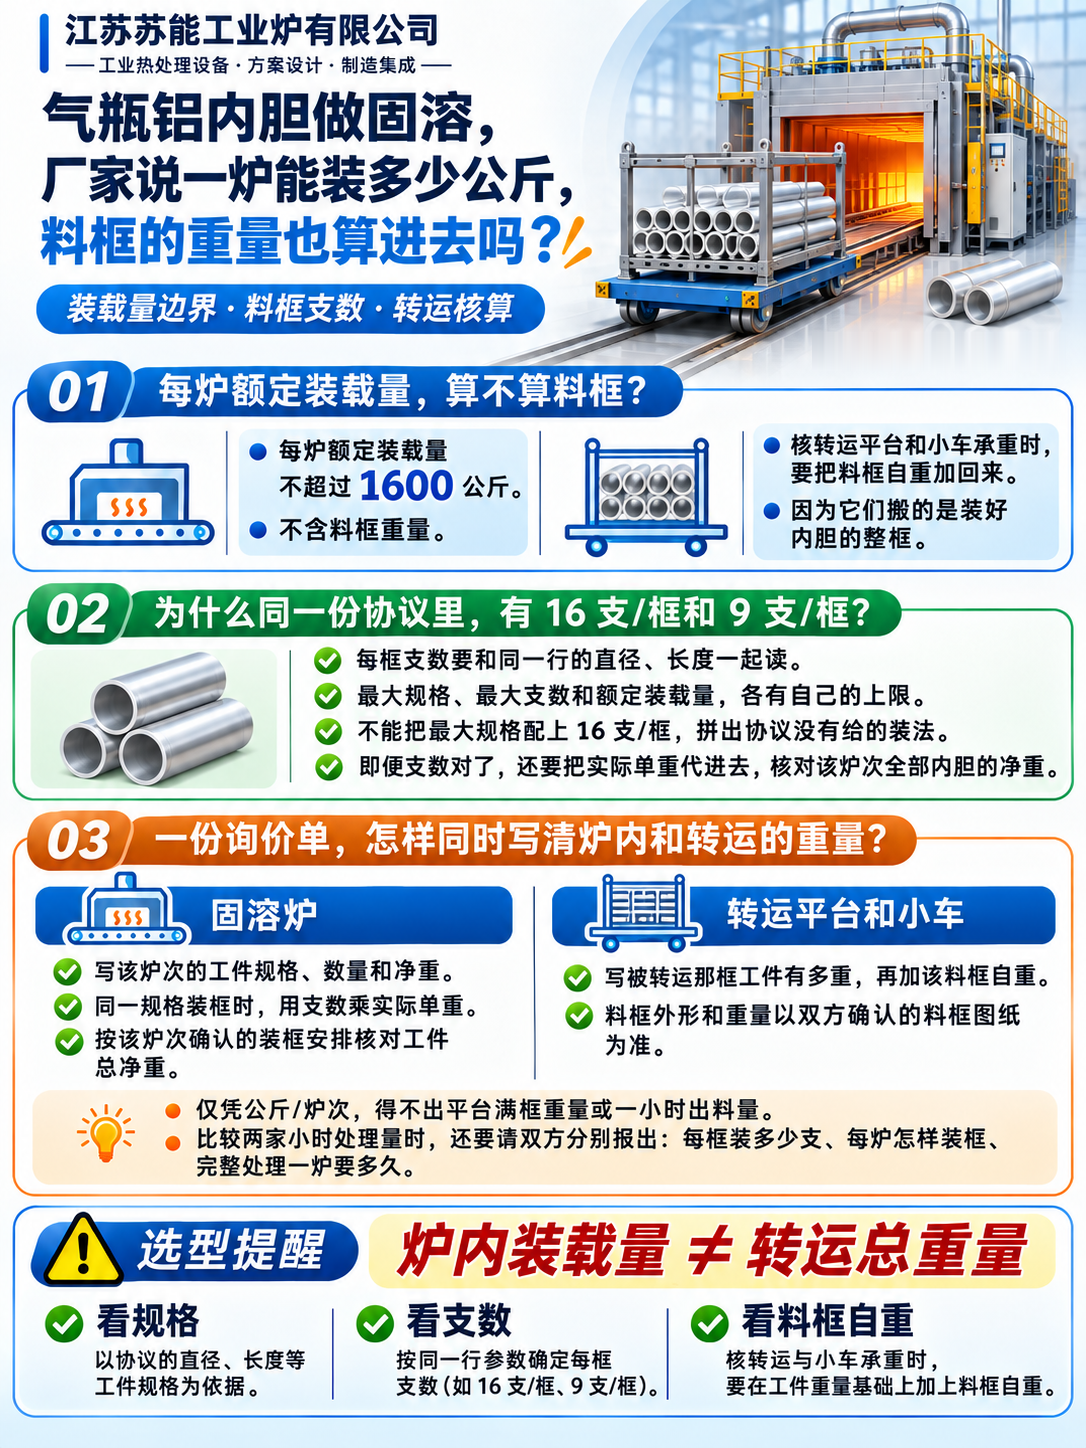 江苏苏能工业炉有限公司
工业热处理设备·方案设计·制造集成
气瓶铝内胆做固溶，
厂家说一炉能装多少公斤，
料框的重量也算进去吗？
装载量边界·料框支数·转运核算
01 每炉额定装载量，算不算料框？
每炉额定装载量
不超过 1600 公斤。
不含料框重量。
核转运平台和小车承重时，
要把料框自重加回来。
因为它们搬的是装好
内胆的整框。
02 为什么同一份协议里，有 16 支/框和 9 支/框？
每框支数要和同一行的直径、长度一起读。
最大规格、最大支数和额定装载量，各有自己的上限。
不能把最大规格配上 16 支/框，拼出协议没有给的装法。
即便支数对了，还要把实际单重代进去，核对该炉次全部内胆的净重。
03 一份询价单，怎样同时写清炉内和转运的重量？
固溶炉
写该炉次的工件规格、数量和净重。
同一规格装框时，用支数乘实际单重。
按该炉次确认的装框安排核对工件
总净重。
转运平台和小车
写被转运那框工件有多重，再加该料框自重。
料框外形和重量以双方确认的料框图纸
为准。
仅凭公斤/炉次，得不出平台满框重量或一小时出料量。
比较两家小时处理量时，还要请双方分别报出：每框装多少支、每炉怎样装框、
完整处理一炉要多久。
选型提醒
炉内装载量 ≠ 转运总重量
看规格
以协议的直径、长度等
工件规格为依据。
看支数
按同一行参数确定每框
支数（如 16 支/框、9 支/框）。
看料框自重
核转运与小车承重时，
要在工件重量基础上加上料框自重。